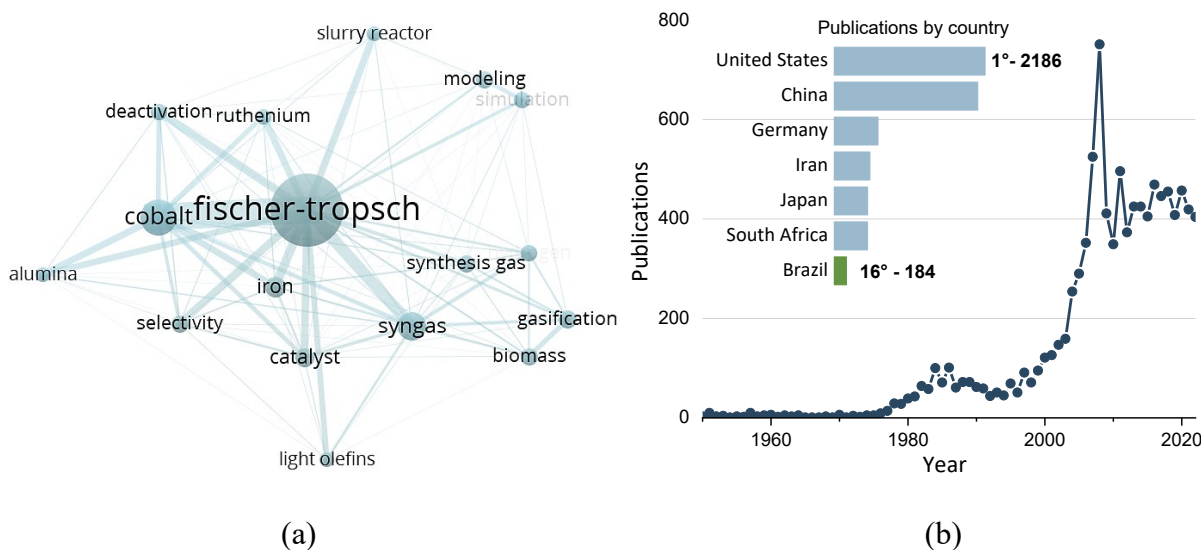 slurry reactor
modeling
simulation
deactivation
ruthenium
cobalt
fischer-tropsch
alumina
synthesis gas
iron
selectivity
syngas
gasification
catalyst
biomass
light olefins
(a)
800
600
400
200
0
Publications
Publications by country
United States
1°- 2186
China
Germany
Iran
Japan
South Africa
Brazil
16° - 184
1960
1980
2000
2020
Year
(b)